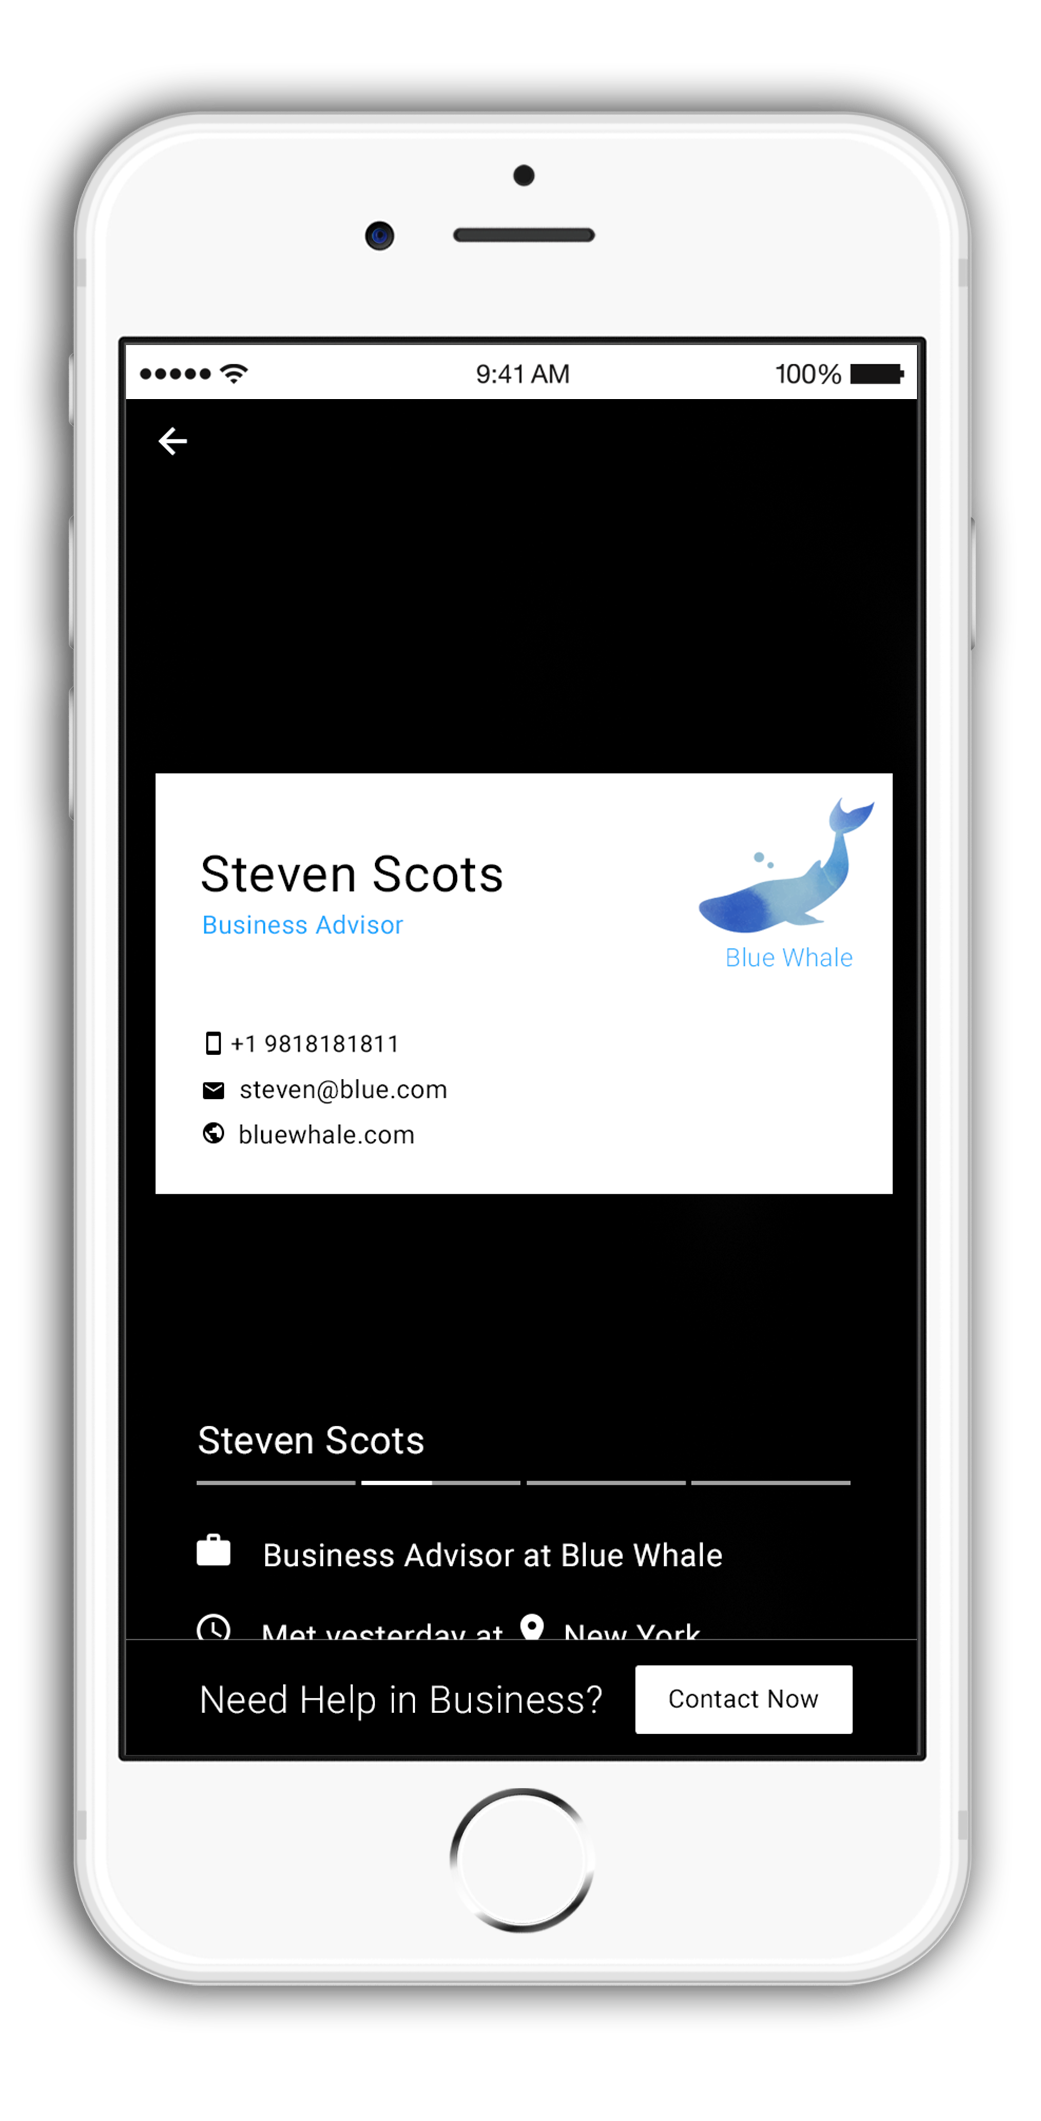 9:41 AM
100%
Steven Scots
Business Advisor
Blue Whale
+1 9818181811
steven@blue.com
bluewhale.com
Steven Scots
Business Advisor at Blue Whale
Met yesterday at New York
Need Help in Business?
Contact Now